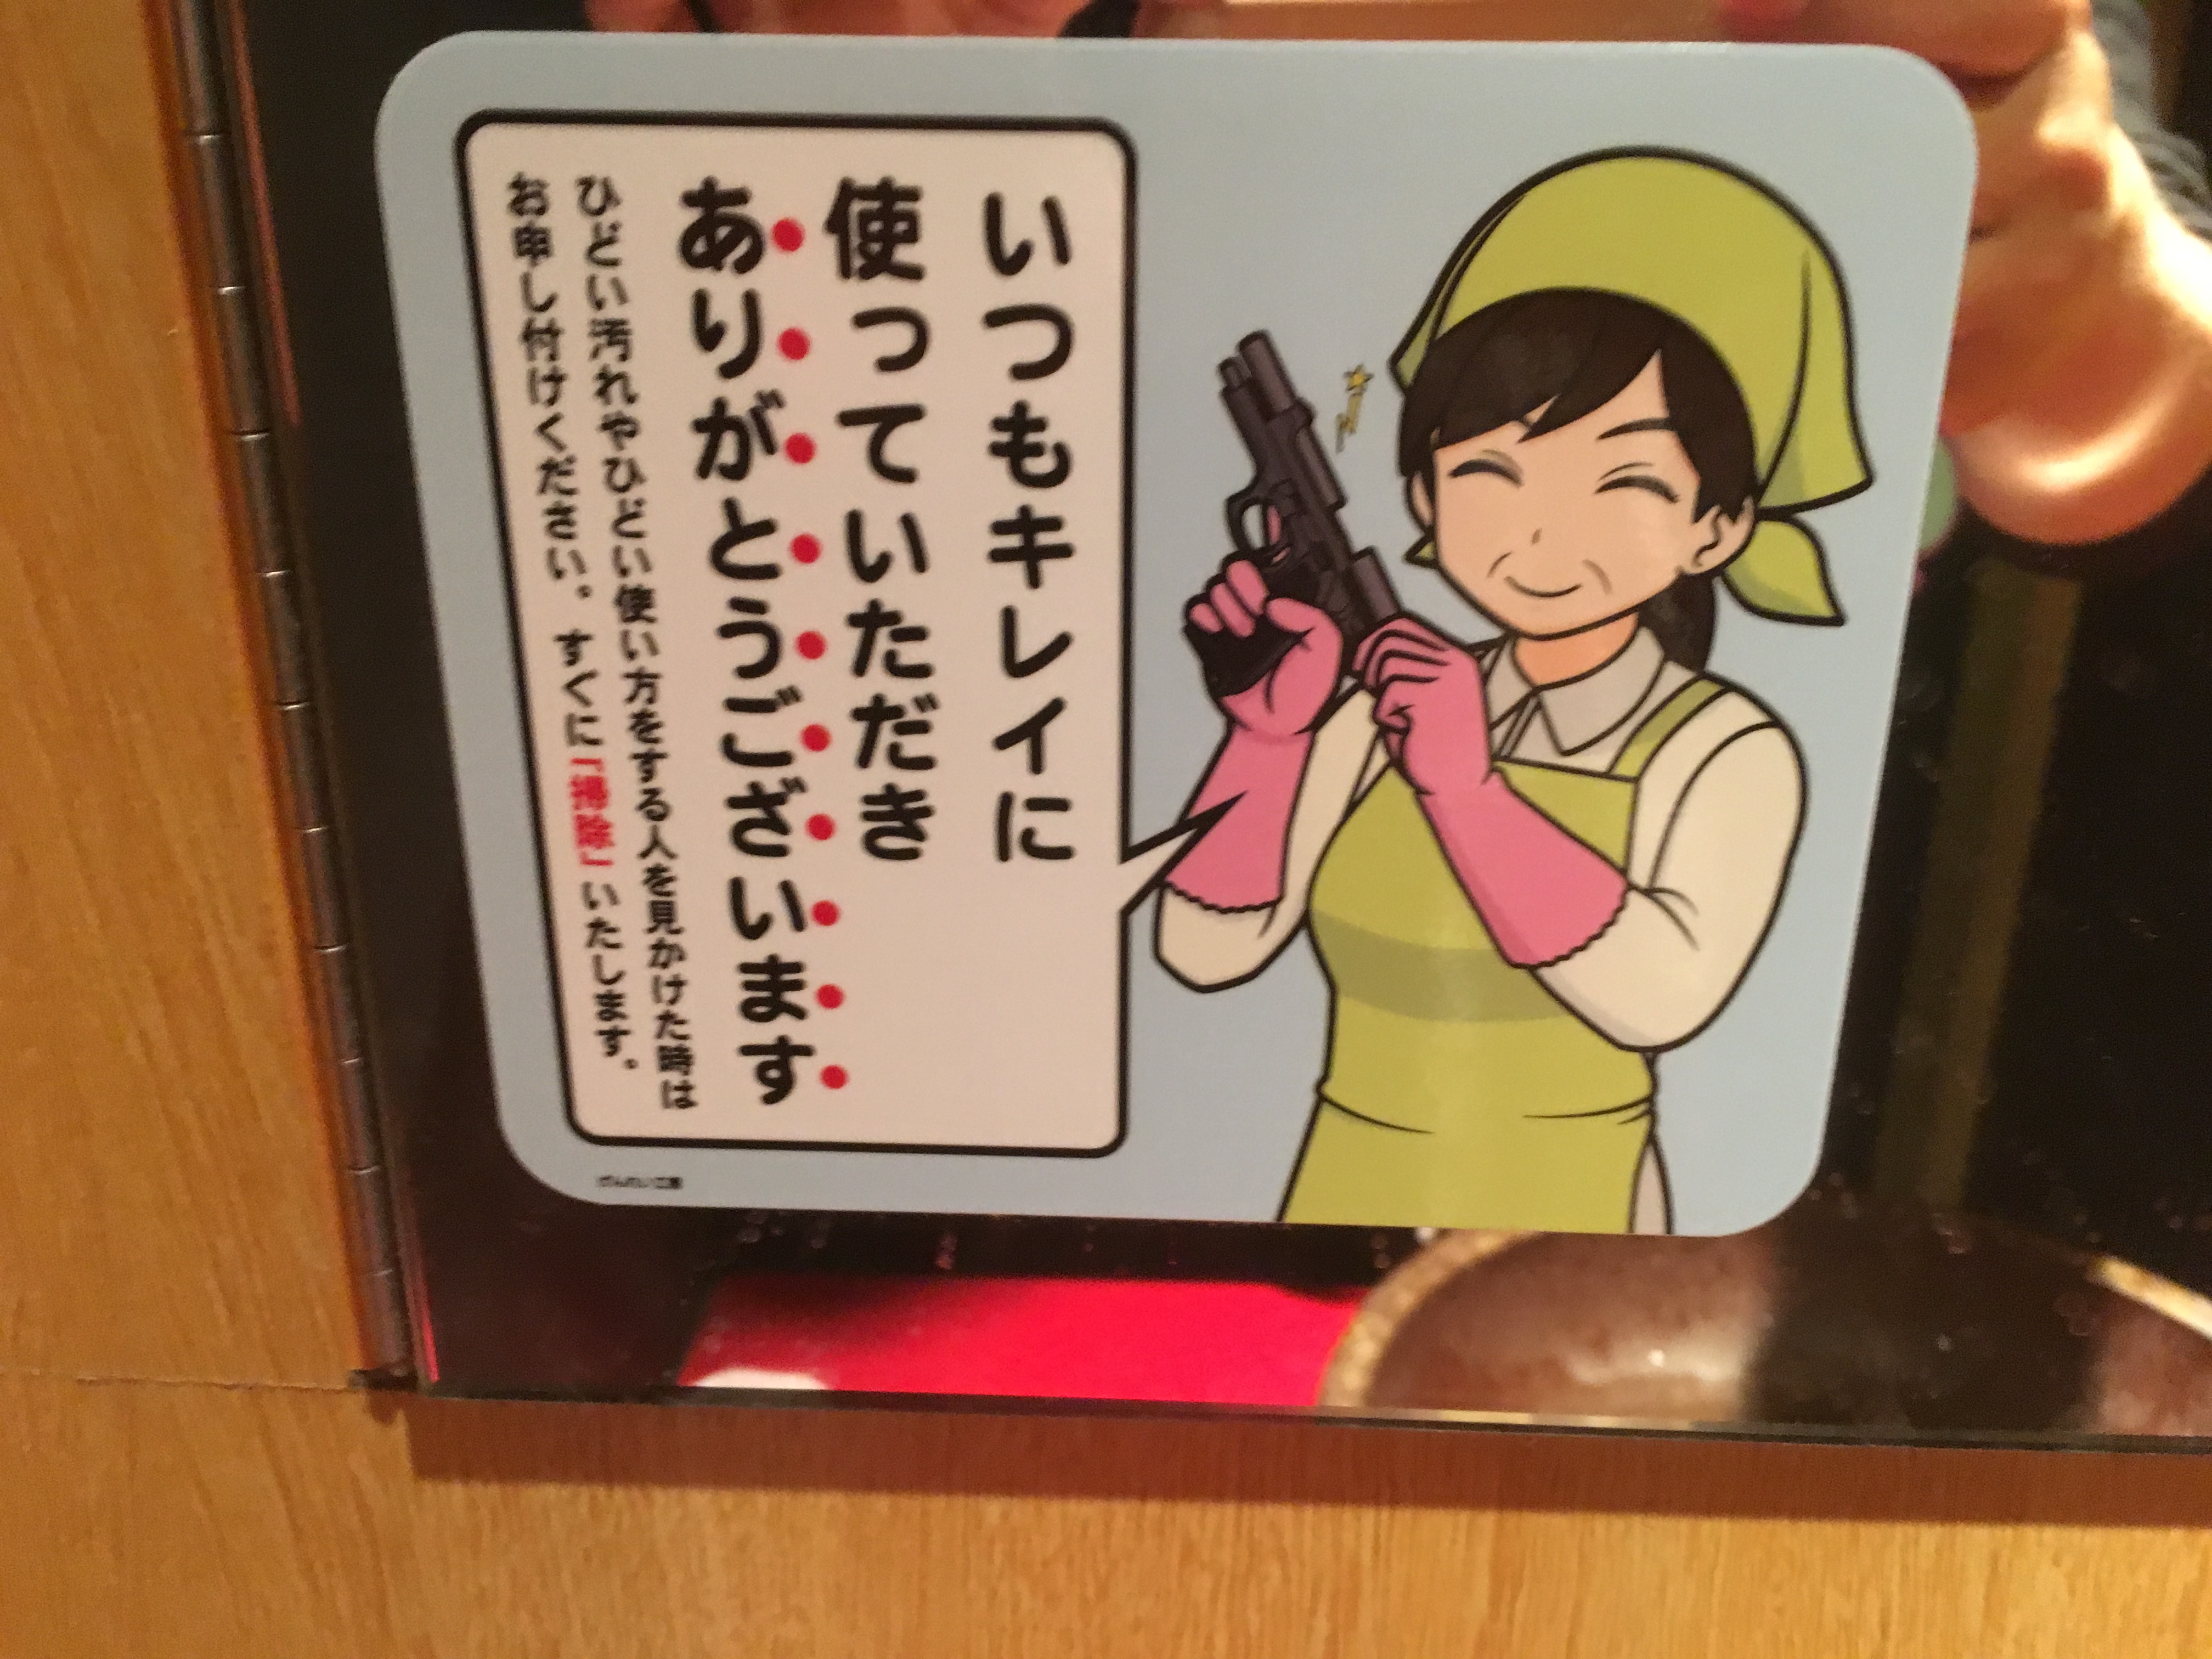 いつもキレイに
使っていただき
ありがとうございます
ひどい汚れやひどい使い方をする人を見かけた時は
お申し付けください。すぐに「掃除」いたします。